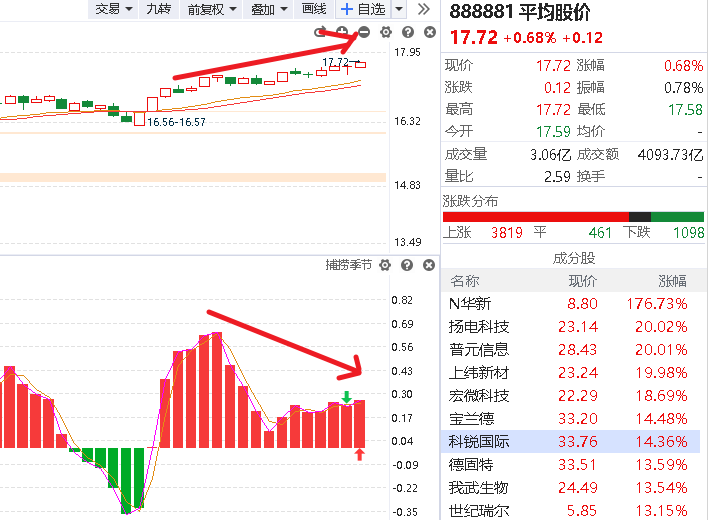 交易 九转 前复权 叠加 画线 自选
888881 平均股价
17.72 +0.68% +0.12
17.95
17.72
16.56-16.57
16.32
14.83
13.49
现价 17.72 涨幅 0.68%
涨跌 0.12 振幅 0.78%
最高 17.72 最低 17.58
今开 17.59 均价 -
成交量 3.06亿 成交额 4093.73亿
量比 2.59 换手 -
涨跌分布
上涨 3819 平 461 下跌 1098
成分股
名称 现价 涨幅
N华新 8.80 176.73%
扬电科技 23.14 20.02%
普元信息 28.43 20.01%
上纬新材 23.24 19.98%
宏微科技 22.29 18.69%
宝兰德 33.20 14.48%
科锐国际 33.76 14.36%
德固特 33.51 13.59%
我武生物 24.49 13.54%
世纪瑞尔 5.85 13.15%
捕捞季节
0.82
0.69
0.56
0.43
0.30
0.17
0.04
-0.09
-0.22
-0.35